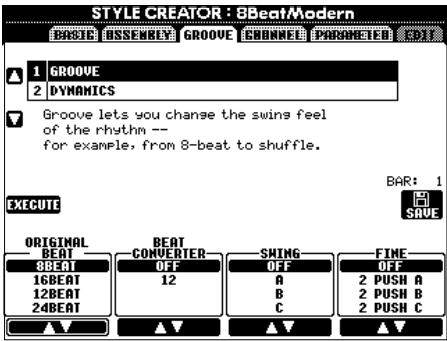 STYLE CREATOR : 8BeatModern
BASIC ASSEMBLY GROOVE CHANNEL PARAMETER EDIT
1 GROOVE
2 DYNAMICS
Groove lets you change the swing feel
of the rhythm --
for example, from 8-beat to shuffle.
BAR: 1
EXECUTE
SAVE
ORIGINAL BEAT
BEAT CONVERTER
SWING
FINE
8BEAT OFF OFF OFF
16BEAT 12 A 2 PUSH A
12BEAT B 2 PUSH B
24BEAT C 2 PUSH C